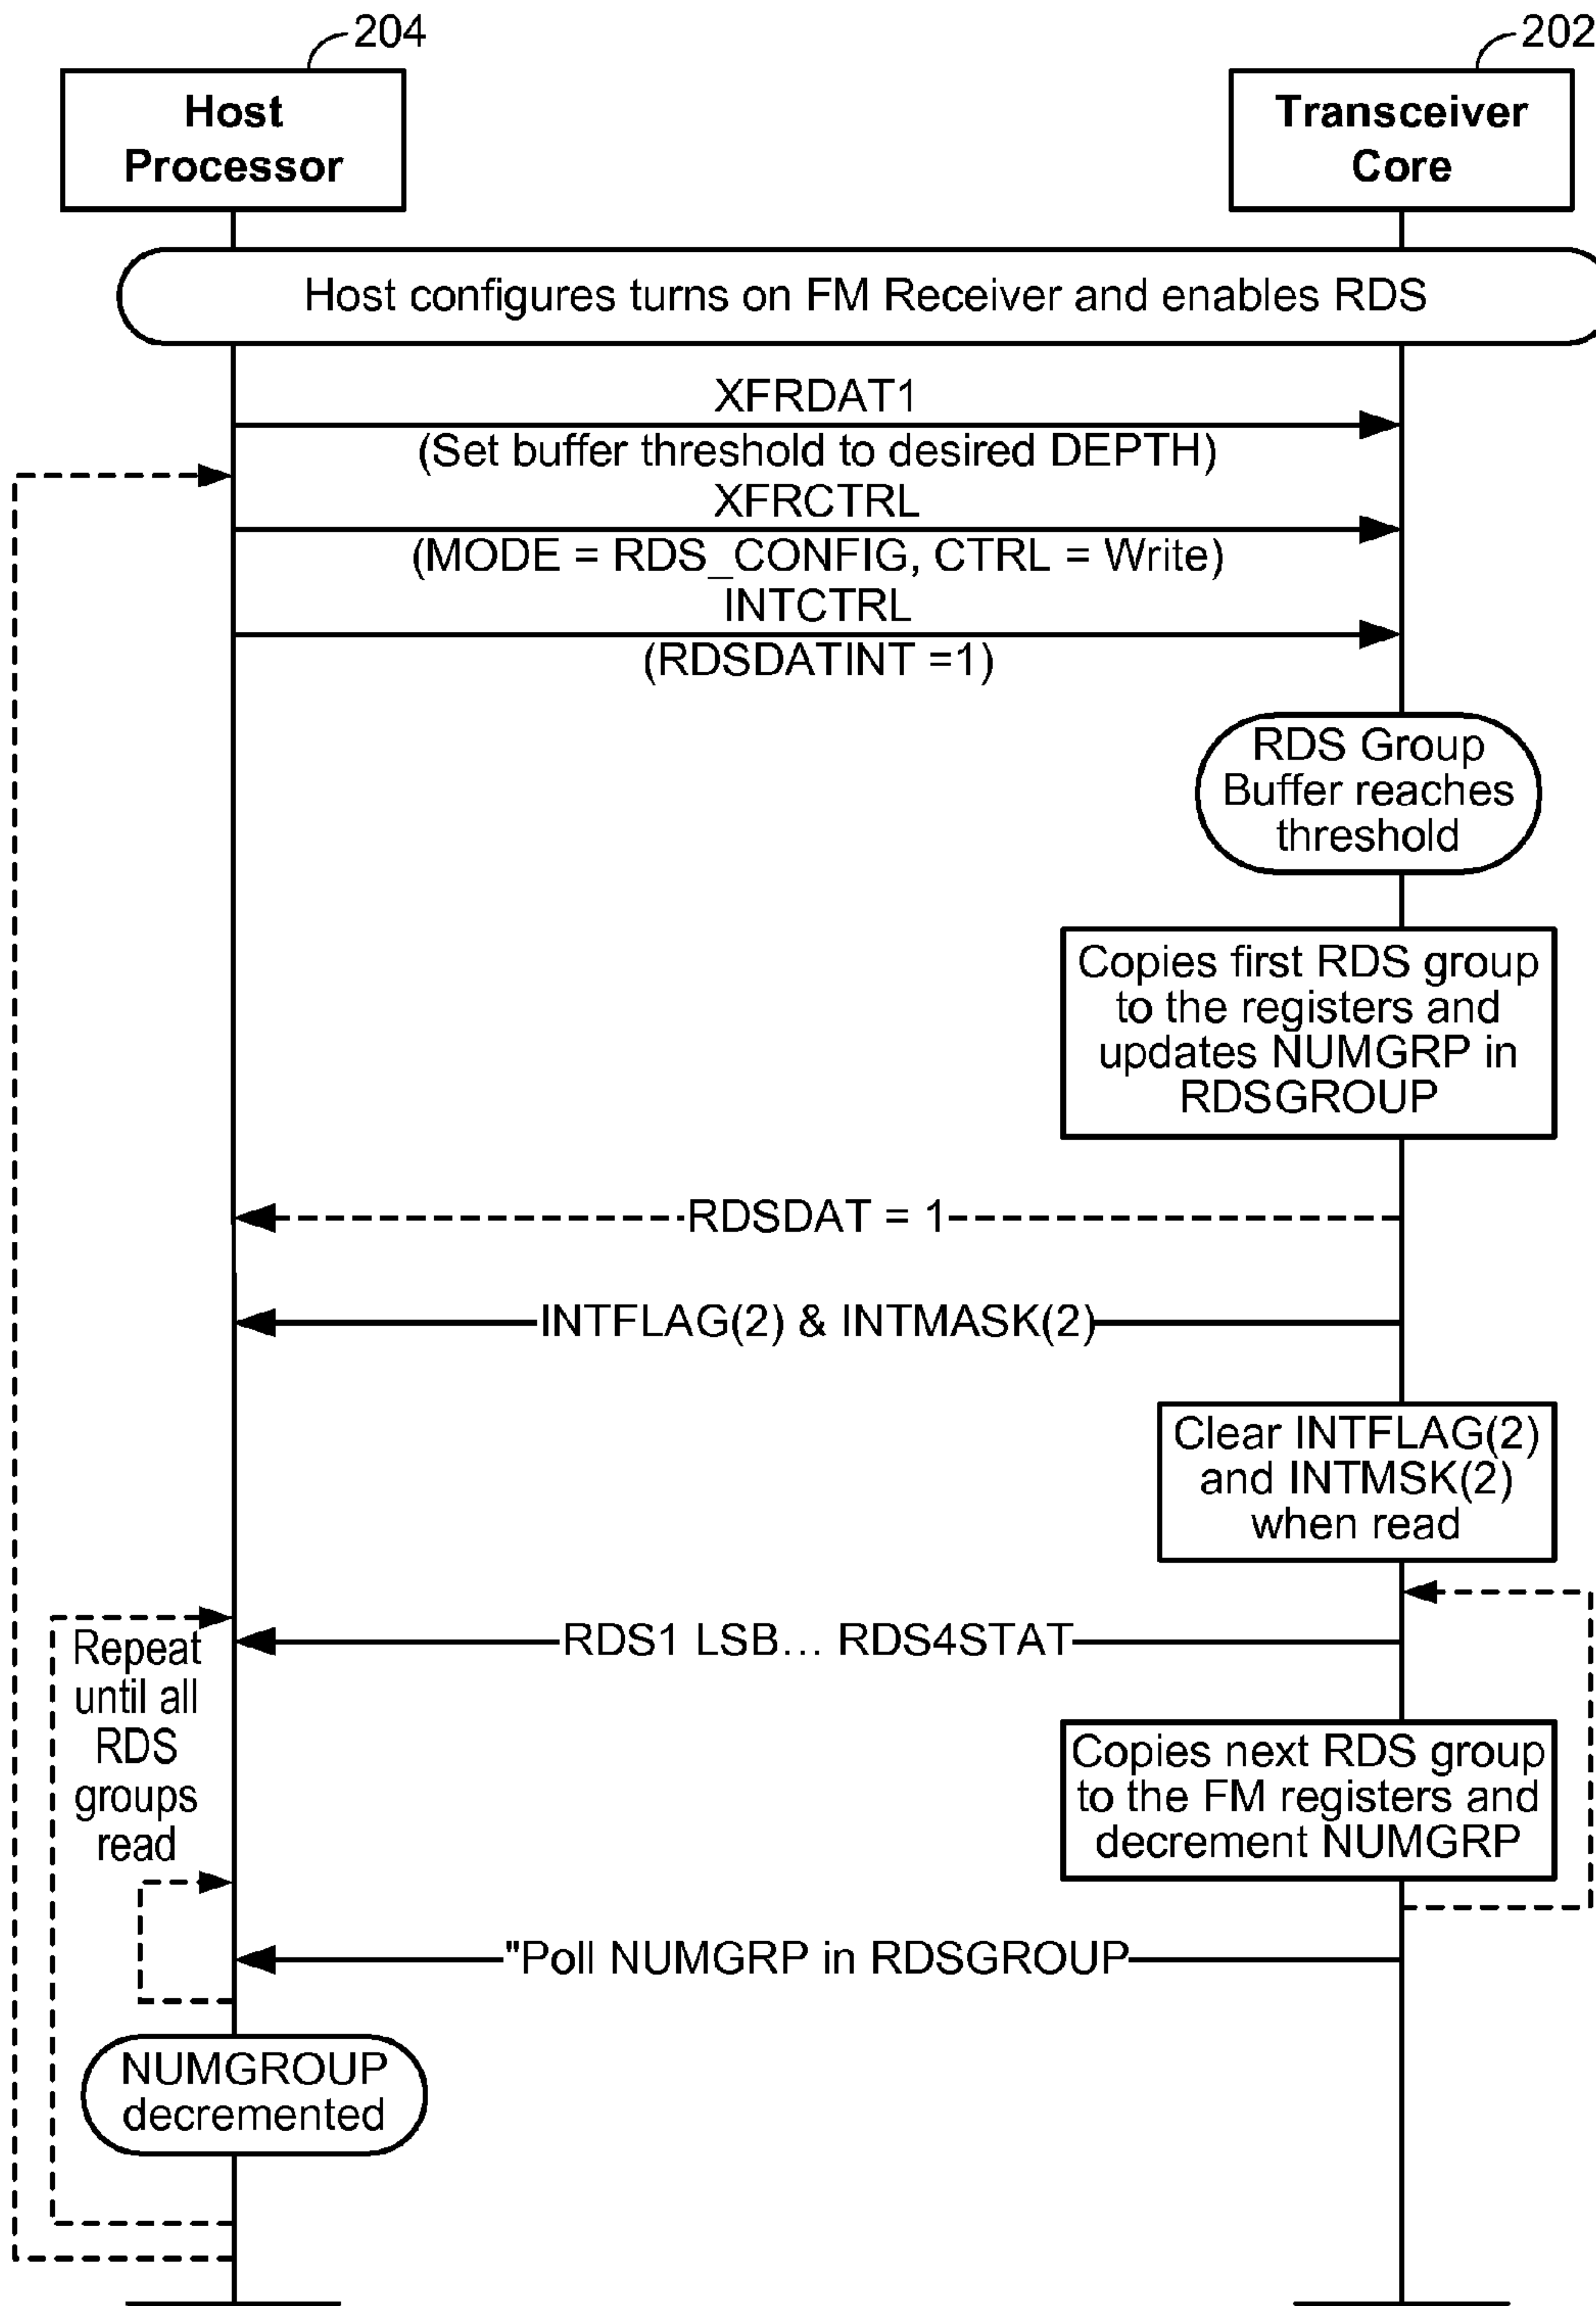 204
202
Host
Processor
Transceiver
Core
Host configures turns on FM Receiver and enables RDS
XFRDAT1
(Set buffer threshold to desired DEPTH)
XFRCTRL
(MODE = RDS_CONFIG, CTRL = Write)
INTCTRL
(RDSDATINT =1)
RDS Group
Buffer reaches
threshold
Copies first RDS group
to the registers and
updates NUMGRP in
RDSGROUP
RDSDAT = 1
INTFLAG(2) & INTMASK(2)
Clear INTFLAG(2)
and INTMSK(2)
when read
RDS1 LSB... RDS4STAT
Repeat
until all
RDS
groups
read
Copies next RDS group
to the FM registers and
decrement NUMGRP
"Poll NUMGRP in RDSGROUP
NUMGROUP
decremented